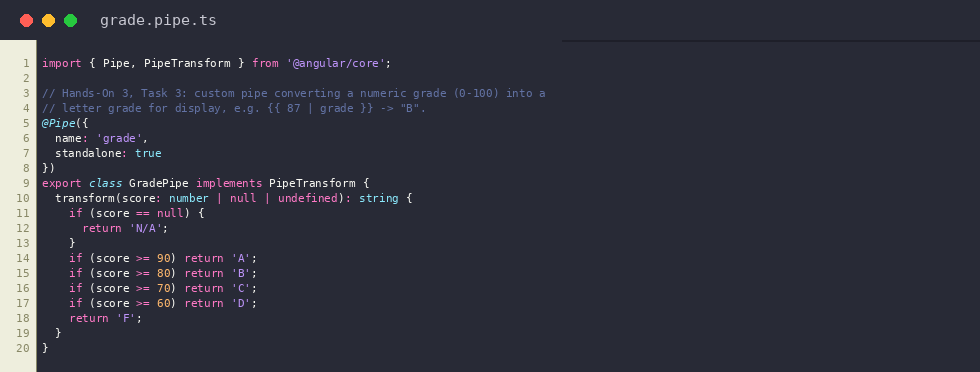 grade.pipe.ts
1 import { Pipe, PipeTransform } from '@angular/core';
2
3 // Hands-On 3, Task 3: custom pipe converting a numeric grade (0-100) into a
4 // letter grade for display, e.g. {{ 87 | grade }} -> "B".
5 @Pipe({
6   name: 'grade',
7   standalone: true
8 })
9 export class GradePipe implements PipeTransform {
10   transform(score: number | null | undefined): string {
11     if (score == null) {
12       return 'N/A';
13     }
14     if (score >= 90) return 'A';
15     if (score >= 80) return 'B';
16     if (score >= 70) return 'C';
17     if (score >= 60) return 'D';
18     return 'F';
19   }
20 }